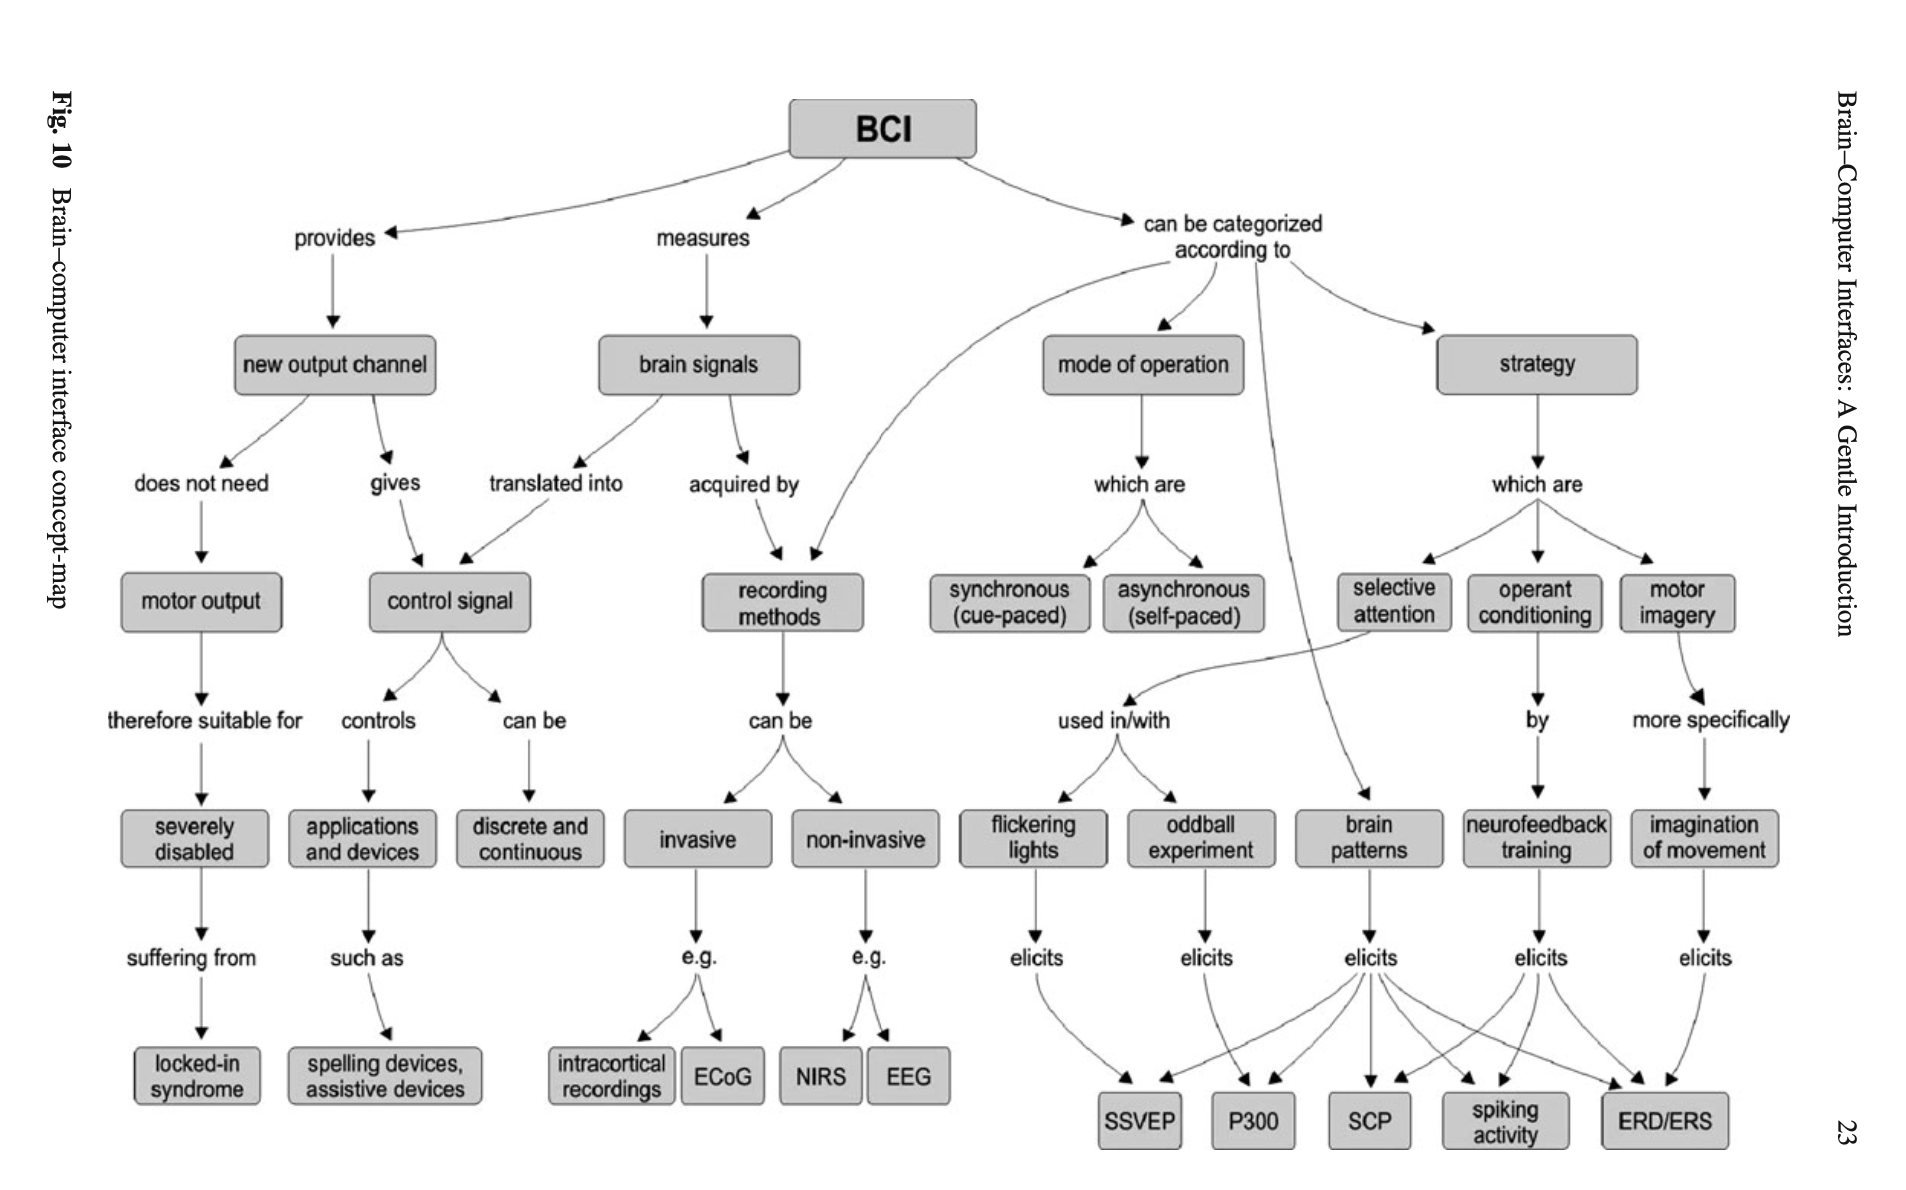 Brain–Computer Interfaces: A Gentle Introduction
23
BCI
provides
measures
can be categorized
according to
new output channel
brain signals
mode of operation
strategy
does not need
gives
translated into
acquired by
which are
which are
motor output
control signal
recording
methods
synchronous
(cue-paced)
asynchronous
(self-paced)
selective
attention
operant
conditioning
motor
imagery
therefore suitable for
controls
can be
can be
used in/with
by
more specifically
severely
disabled
applications
and devices
discrete and
continuous
invasive
non-invasive
flickering
lights
oddball
experiment
brain
patterns
neurofeedback
training
imagination
of movement
suffering from
such as
e.g.
e.g.
elicits
elicits
elicits
elicits
elicits
locked-in
syndrome
spelling devices,
assistive devices
intracortical
recordings
ECoG
NIRS
EEG
SSVEP
P300
SCP
spiking
activity
ERD/ERS
Fig. 10 Brain–computer interface concept-map